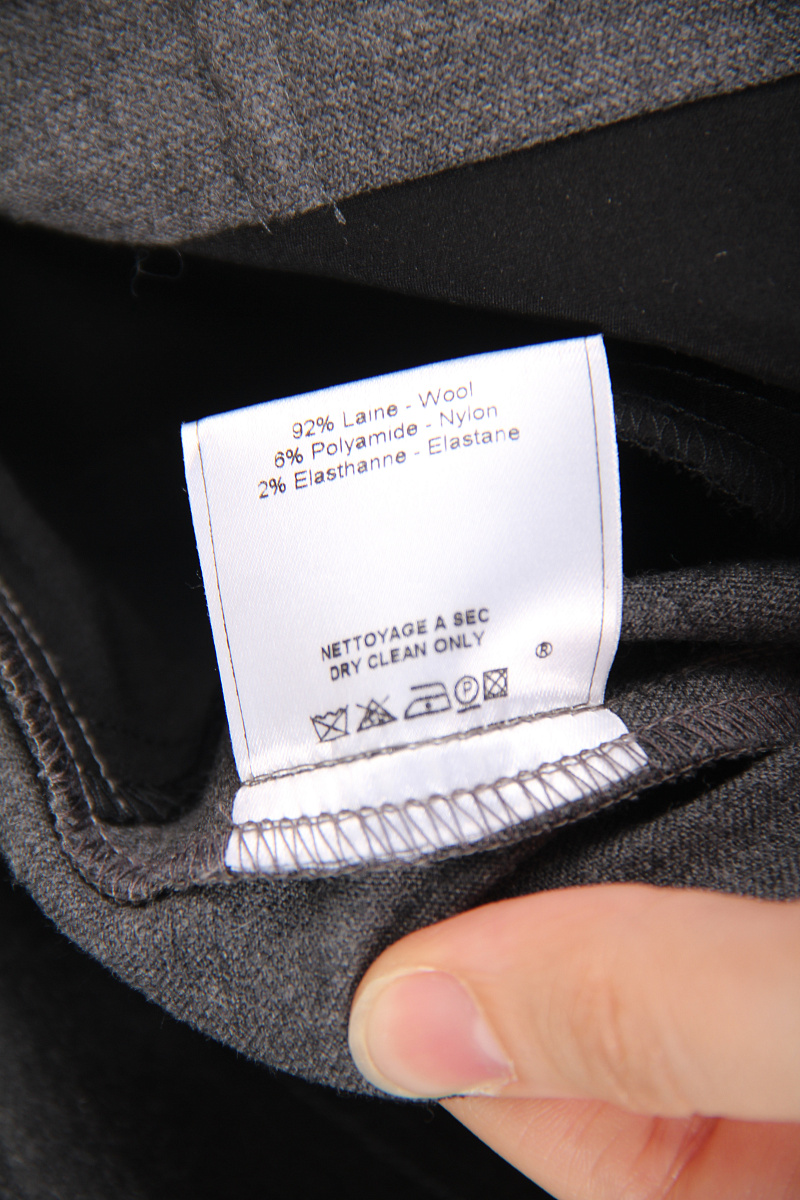 92% Laine - Wool
6% Polyamide - Nylon
2% Elasthanne - Elastane
NETTOYAGE A SEC
DRY CLEAN ONLY
®
P